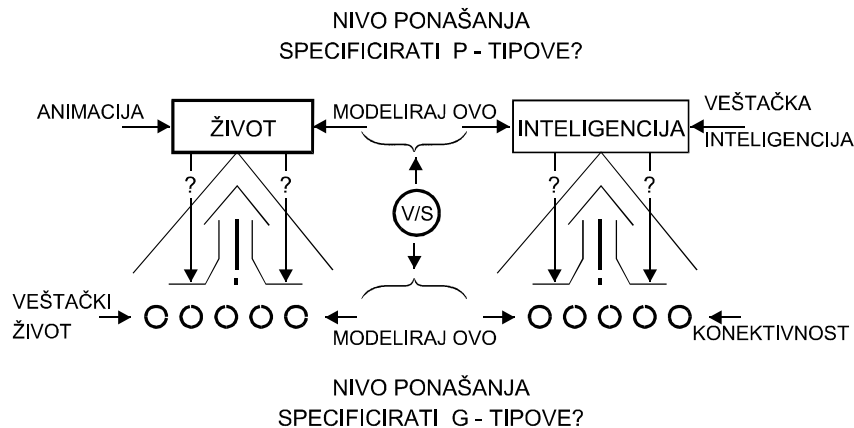 NIVO PONAŠANJA
SPECIFICIRATI P - TIPOVE?
ANIMACIJA
ŽIVOT
MODELIRAJ OVO
INTELIGENCIJA
VEŠTAČKA
INTELIGENCIJA
? ? ? ?
V/S
VEŠTAČKI
ŽIVOT
MODELIRAJ OVO
KONEKTIVNOST
NIVO PONAŠANJA
SPECIFICIRATI G - TIPOVE?